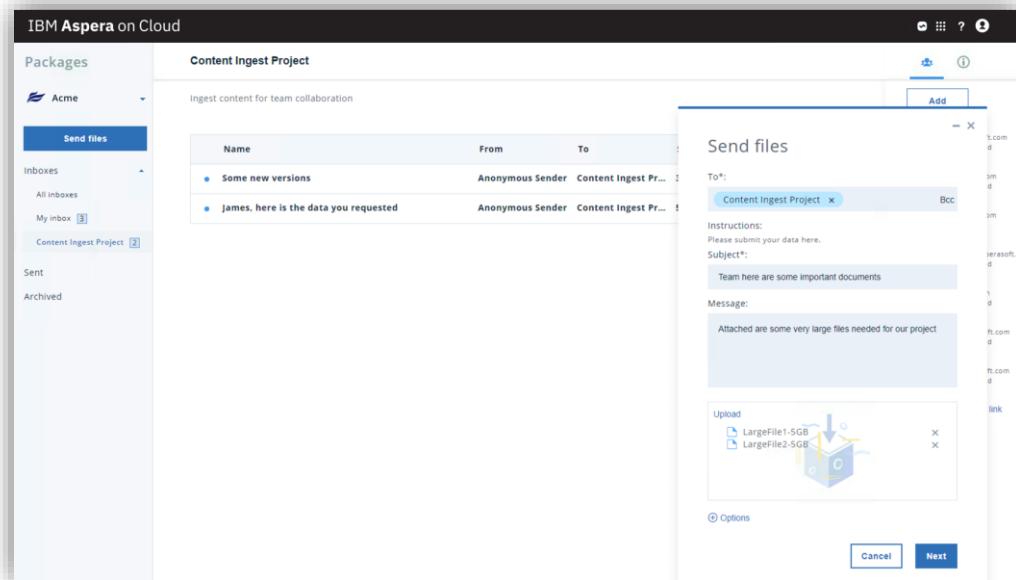 IBM Aspera on Cloud
?
Packages
Content Ingest Project
Acme
Ingest content for team collaboration
Add
Send files
Inboxes
All inboxes
My inbox 3
Content Ingest Project 2
Sent
Archived
Name From To
Some new versions Anonymous Sender Content Ingest Pr...
James, here is the data you requested Anonymous Sender Content Ingest Pr...
Send files
To*:
Content Ingest Project x Bcc
Instructions:
Please submit your data here.
Subject*:
Team here are some important documents
Message:
Attached are some very large files needed for our project
Upload
LargeFile1-5GB
LargeFile2-5GB
Options
Cancel Next
link